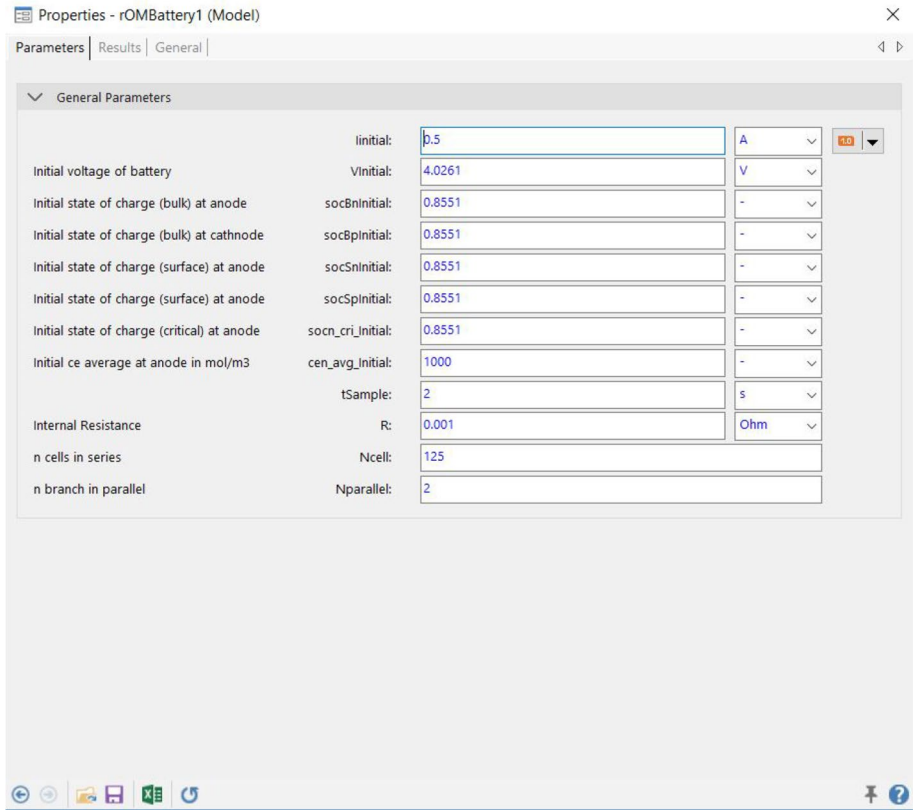 Properties - rOMBattery1 (Model)
Parameters Results General
General Parameters
Iinitial: 0.5 A 1.0
Initial voltage of battery VInitial: 4.0261 V
Initial state of charge (bulk) at anode socBnInitial: 0.8551 -
Initial state of charge (bulk) at cathnode socBpInitial: 0.8551 -
Initial state of charge (surface) at anode socSnInitial: 0.8551 -
Initial state of charge (surface) at anode socSpInitial: 0.8551 -
Initial state of charge (critical) at anode socn_cri_Initial: 0.8551 -
Initial ce average at anode in mol/m3 cen_avg_Initial: 1000 -
tSample: 2 s
Internal Resistance R: 0.001 Ohm
n cells in series Ncell: 125
n branch in parallel Nparallel: 2